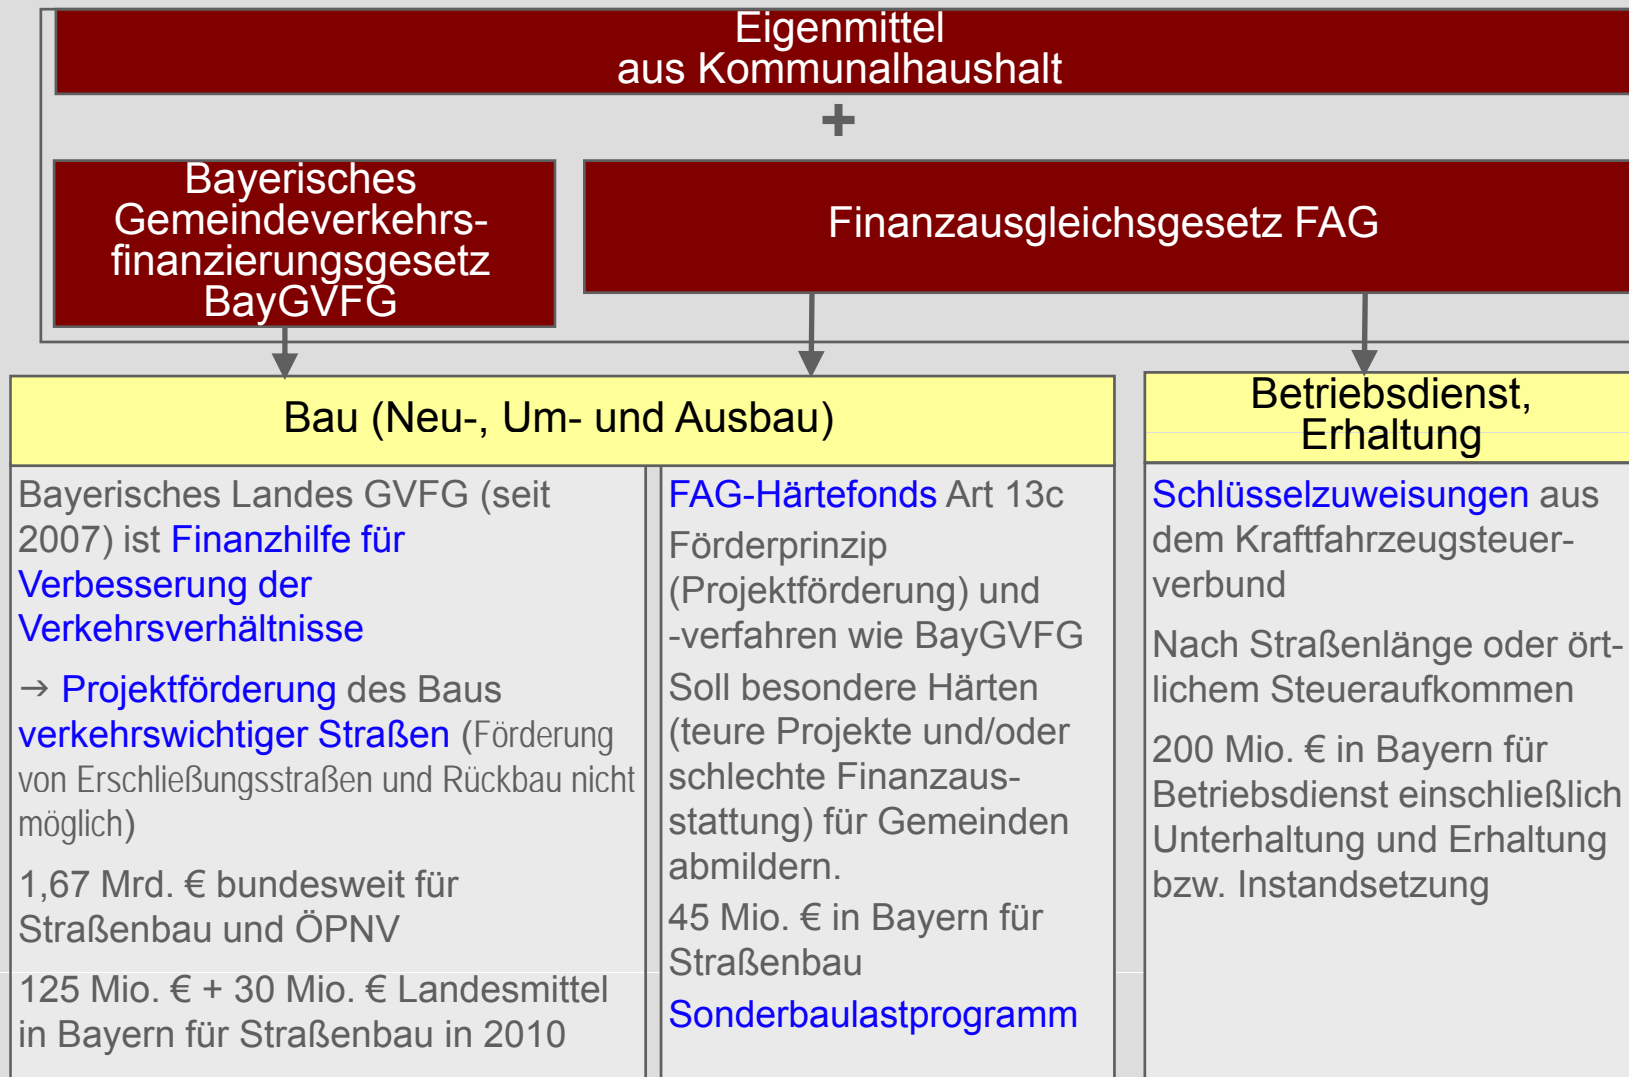 Eigenmittel
aus Kommunalhaushalt
+
Bayerisches
Gemeindeverkehrs-
finanzierungsgesetz
BayGVFG
Finanzausgleichsgesetz FAG
Bau (Neu-, Um- und Ausbau)
Bayerisches Landes GVFG (seit
2007) ist Finanzhilfe für
Verbesserung der
Verkehrsverhältnisse
→ Projektförderung des Baus
verkehrswichtiger Straßen (Förderung
von Erschließungsstraßen und Rückbau nicht
möglich)
1,67 Mrd. € bundesweit für
Straßenbau und ÖPNV
125 Mio. € + 30 Mio. € Landesmittel
in Bayern für Straßenbau in 2010
FAG-Härtefonds Art 13c
Förderprinzip
(Projektförderung) und
-verfahren wie BayGVFG
Soll besondere Härten
(teure Projekte und/oder
schlechte Finanzaus-
stattung) für Gemeinden
abmildern.
45 Mio. € in Bayern für
Straßenbau
Sonderbaulastprogramm
Betriebsdienst,
Erhaltung
Schlüsselzuweisungen aus
dem Kraftfahrzeugsteuer-
verbund
Nach Straßenlänge oder ört-
lichem Steueraufkommen
200 Mio. € in Bayern für
Betriebsdienst einschließlich
Unterhaltung und Erhaltung
bzw. Instandsetzung